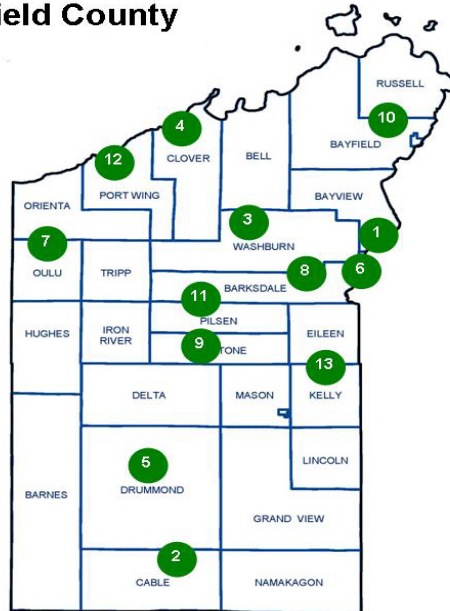 field County
RUSSELL
10
4
BAYFIELD
CLOVER
BELL
12
PORT WING
BAYVIEW
ORIENTA
3
1
7
WASHBURN
OULU
TRIPP
8
6
BARKSDALE
11
PILSEN
HUGHES
IRON
RIVER
EILEEN
9
TONE
13
DELTA
MASON
KELLY
5
LINCOLN
DRUMMOND
BARNES
GRAND VIEW
2
CABLE
NAMAKAGON